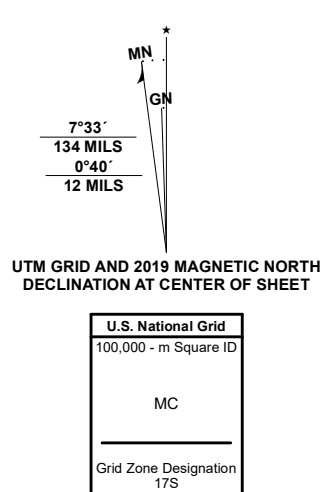 ★
MN
GN
7°33´
134 MILS
0°40´
12 MILS
UTM GRID AND 2019 MAGNETIC NORTH
DECLINATION AT CENTER OF SHEET
U.S. National Grid
100,000 - m Square ID
MC
Grid Zone Designation
17S